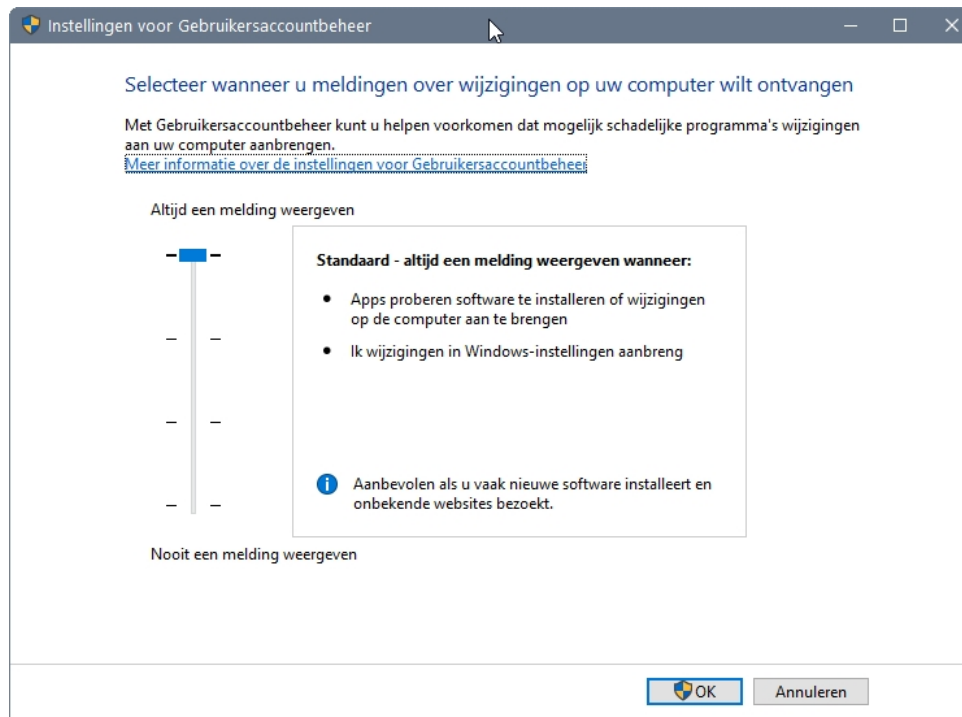 Instellingen voor Gebruikersaccountbeheer
Selecteer wanneer u meldingen over wijzigingen op uw computer wilt ontvangen
Met Gebruikersaccountbeheer kunt u helpen voorkomen dat mogelijk schadelijke programma's wijzigingen
aan uw computer aanbrengen.
Meer informatie over de instellingen voor Gebruikersaccountbeheer
Altijd een melding weergeven
Standaard - altijd een melding weergeven wanneer:
Apps proberen software te installeren of wijzigingen
op de computer aan te brengen
Ik wijzigingen in Windows-instellingen aanbreng
Aanbevolen als u vaak nieuwe software installeert en
onbekende websites bezoekt.
Nooit een melding weergeven
OK
Annuleren